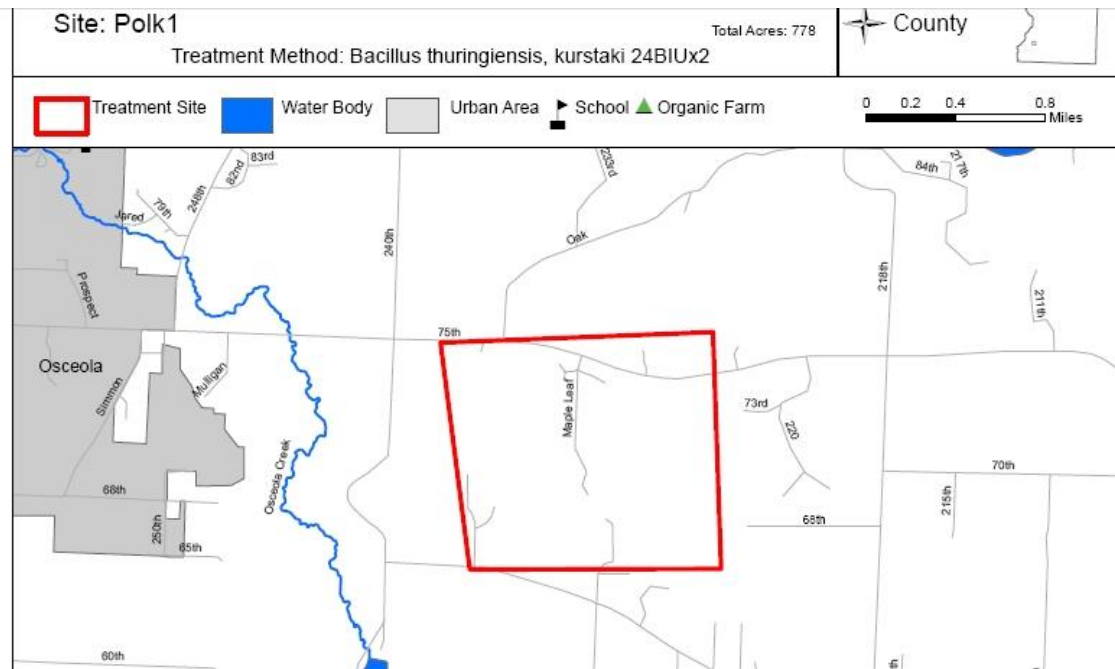 Site: Polk1
Total Acres: 778
Treatment Method: Bacillus thuringiensis, kurstaki 24BIUx2
County
Treatment Site
Water Body
Urban Area
School
Organic Farm
0 0.2 0.4 0.8
Miles
83rd
82nd
248th
79th
Jared
240th
233rd
Oak
84th
217th
218th
211th
Prospect
75th
Osceola
Simmon
Mulligan
Maple Leaf
73rd
220
Osceola Creek
68th
250th
65th
70th
215th
68th
60th